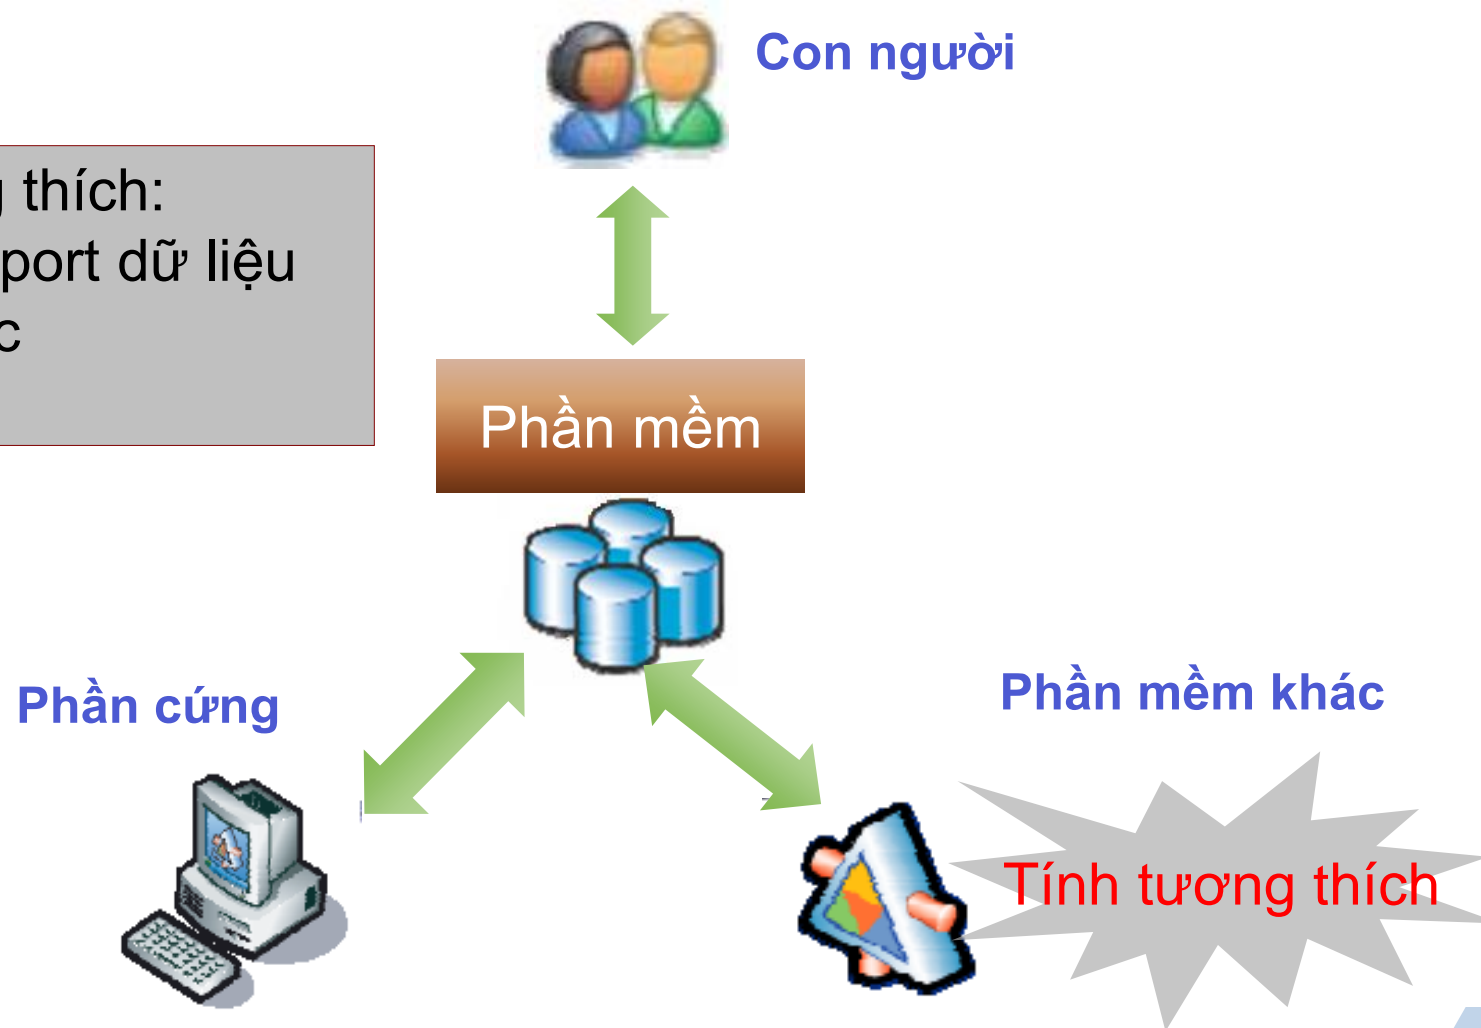 Con người
thích:
port dữ liệu
Phần mềm
Phần cứng
Phần mềm khác
Tính tương thích